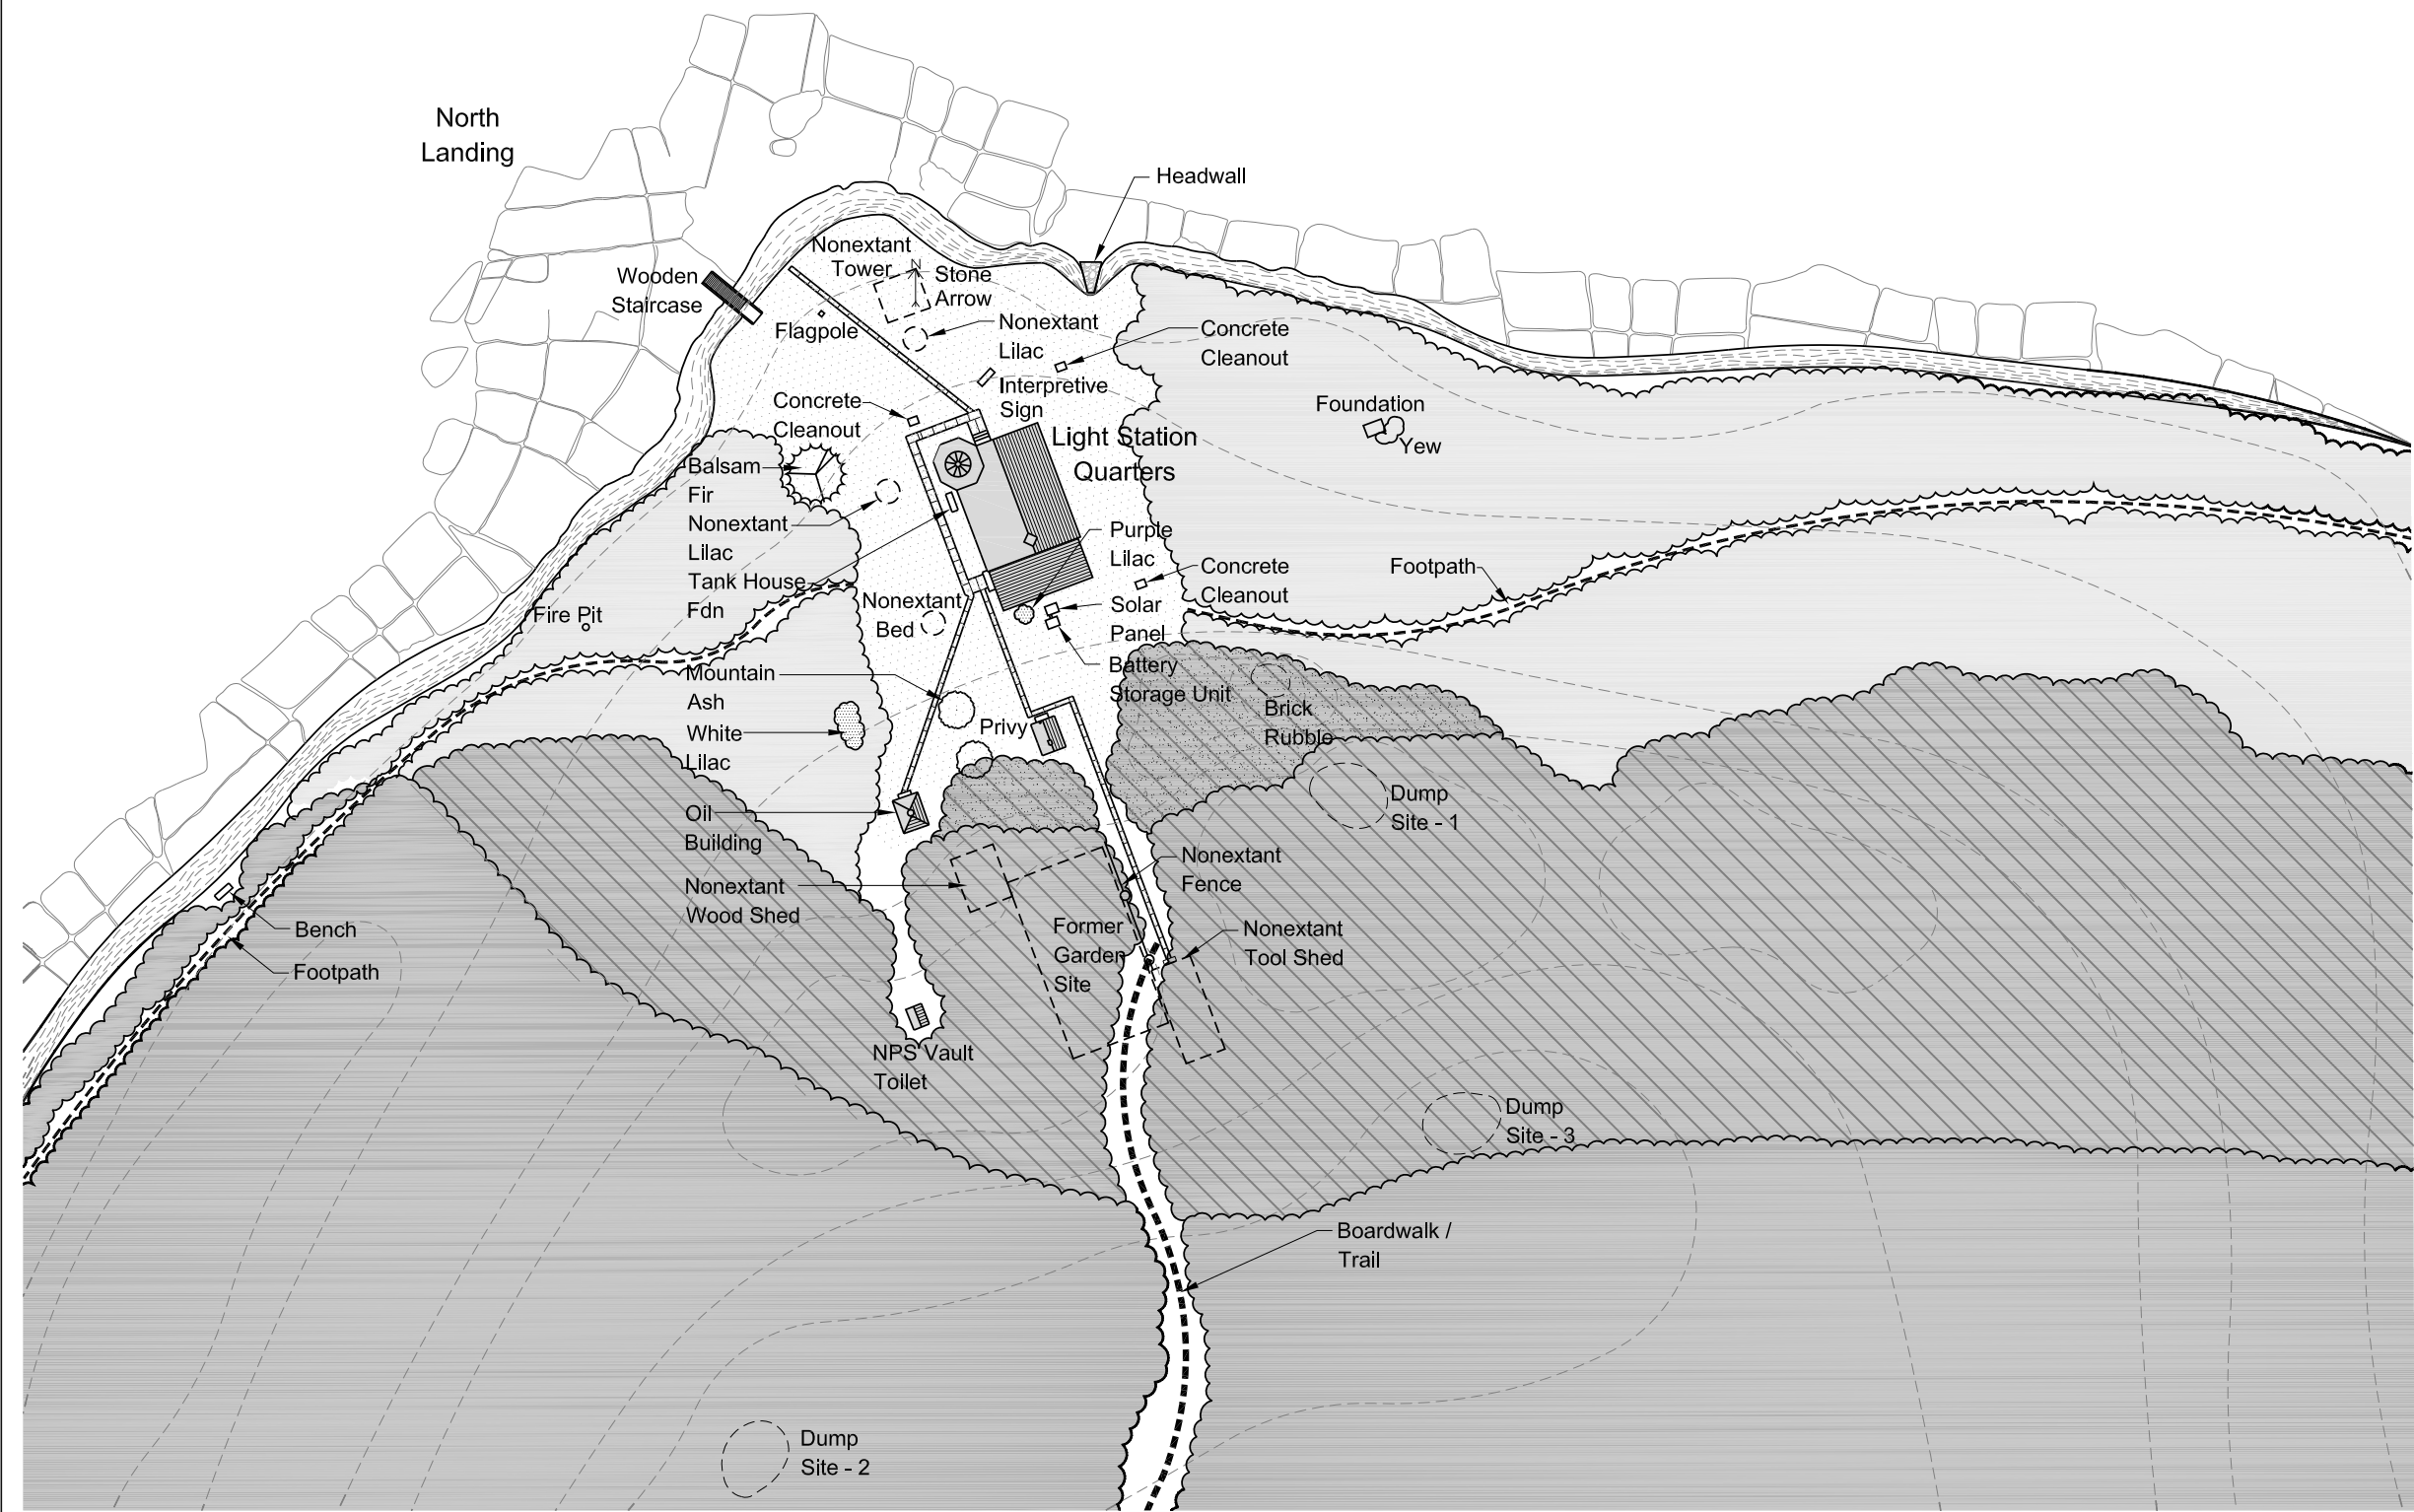 North
Landing
Headwall
Nonextant
Tower
N
Stone
Arrow
Wooden
Staircase
Flagpole
Nonextant
Lilac
Concrete
Cleanout
Interpretive
Sign
Concrete
Cleanout
Foundation
Yew
Light Station
Quarters
Balsam
Fir
Nonextant
Lilac
Tank House
Fdn
Purple
Lilac
Concrete
Cleanout
Footpath
Fire Pit
Nonextant
Bed
Solar
Panel
Battery
Storage Unit
Mountain
Ash
White
Lilac
Privy
Brick
Rubble
Oil
Building
Dump
Site - 1
Nonextant
Wood Shed
Nonextant
Fence
Bench
Footpath
Former
Garden
Site
Nonextant
Tool Shed
NPS Vault
Toilet
Dump
Site - 3
Boardwalk /
Trail
Dump
Site - 2